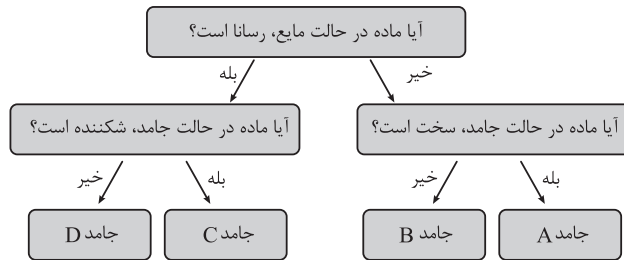 آیا ماده در حالت مایع، رسانا است؟
خیر
بله
آیا ماده در حالت جامد، سخت است؟
آیا ماده در حالت جامد، شکننده است؟
بله
خیر
بله
خیر
جامد A
جامد B
جامد C
جامد D